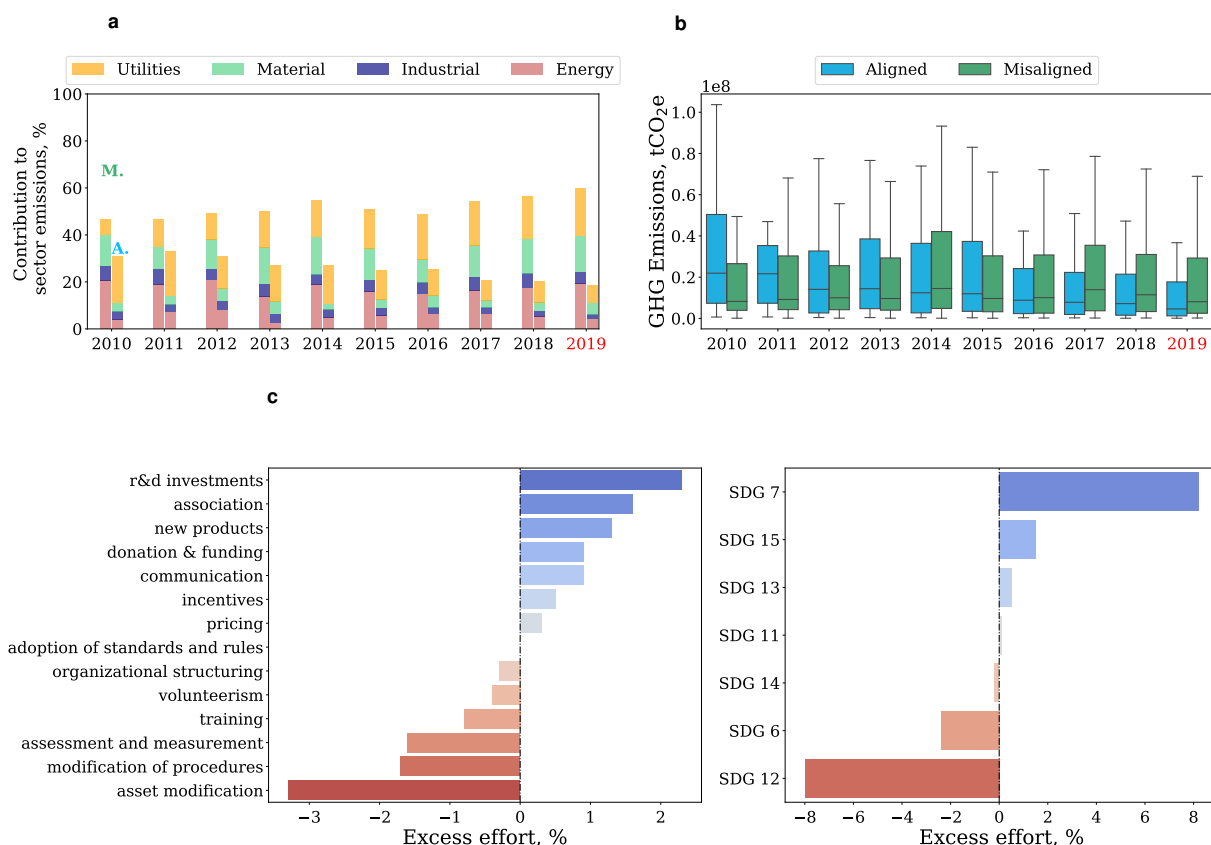 a
Utilities Material Industrial Energy
Contribution to
sector emissions, %
100
80
60
40
20
0
M.
A.
2010 2011 2012 2013 2014 2015 2016 2017 2018 2019
b
Aligned Misaligned
1e8
GHG Emissions, tCO₂e
1.0
0.8
0.6
0.4
0.2
0.0
2010 2011 2012 2013 2014 2015 2016 2017 2018 2019
c
r&d investments
association
new products
donation & funding
communication
incentives
pricing
adoption of standards and rules
organizational structuring
volunteerism
training
assessment and measurement
modification of procedures
asset modification
−3 −2 −1 0 1 2
Excess effort, %
SDG 7
SDG 15
SDG 13
SDG 11
SDG 14
SDG 6
SDG 12
−8 −6 −4 −2 0 2 4 6 8
Excess effort, %